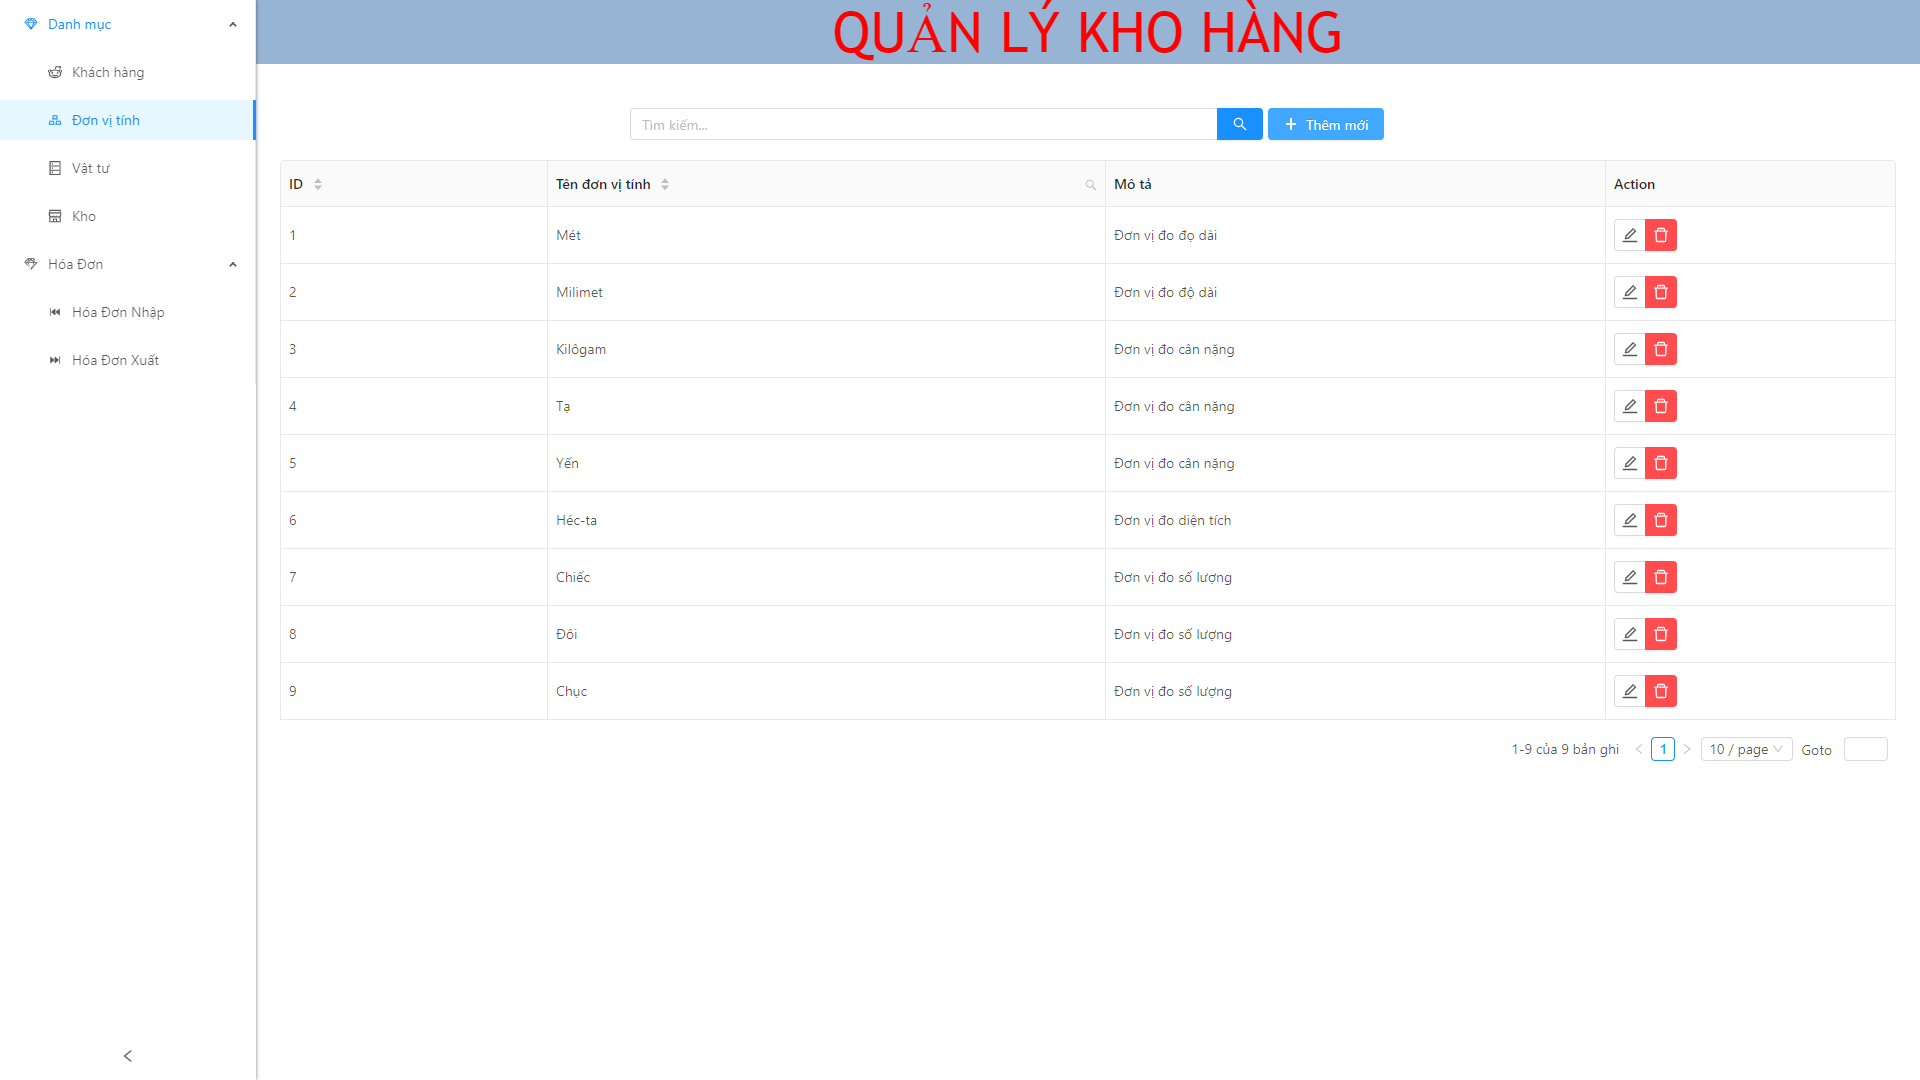 Danh mục
Khách hàng
Đơn vị tính
Vật tư
Kho
Hóa Đơn
Hóa Đơn Nhập
Hóa Đơn Xuất
QUẢN LÝ KHO HÀNG
Tìm kiếm... Thêm mới
ID Tên đơn vị tính Mô tả Action
1 Mét Đơn vị đo đọ dài
2 Milimet Đơn vị đo độ dài
3 Kilôgam Đơn vị đo cân nặng
4 Tạ Đơn vị đo cân nặng
5 Yến Đơn vị đo cân nặng
6 Héc-ta Đơn vị đo diện tích
7 Chiếc Đơn vị đo số lượng
8 Đôi Đơn vị đo số lượng
9 Chục Đơn vị đo số lượng
1-9 của 9 bản ghi 1 10 / page Goto